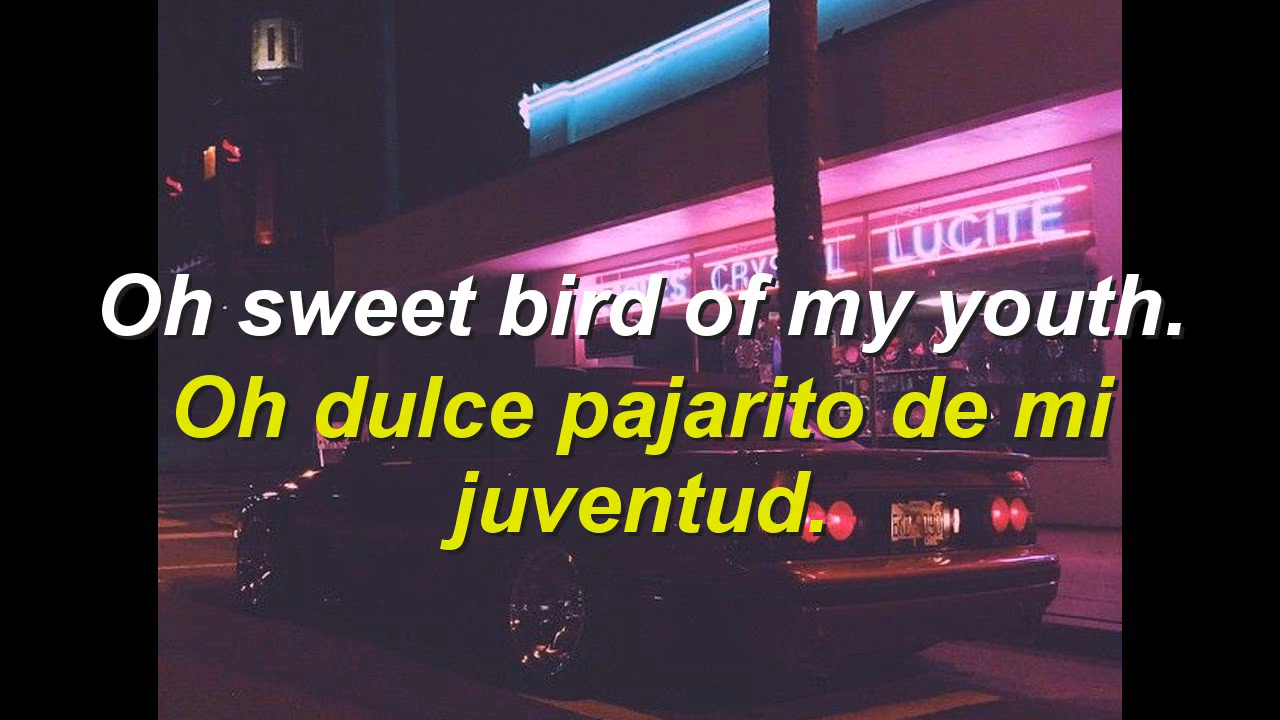 LUCITE
Oh sweet bird of my youth.
Oh dulce pajarito de mi
juventud.